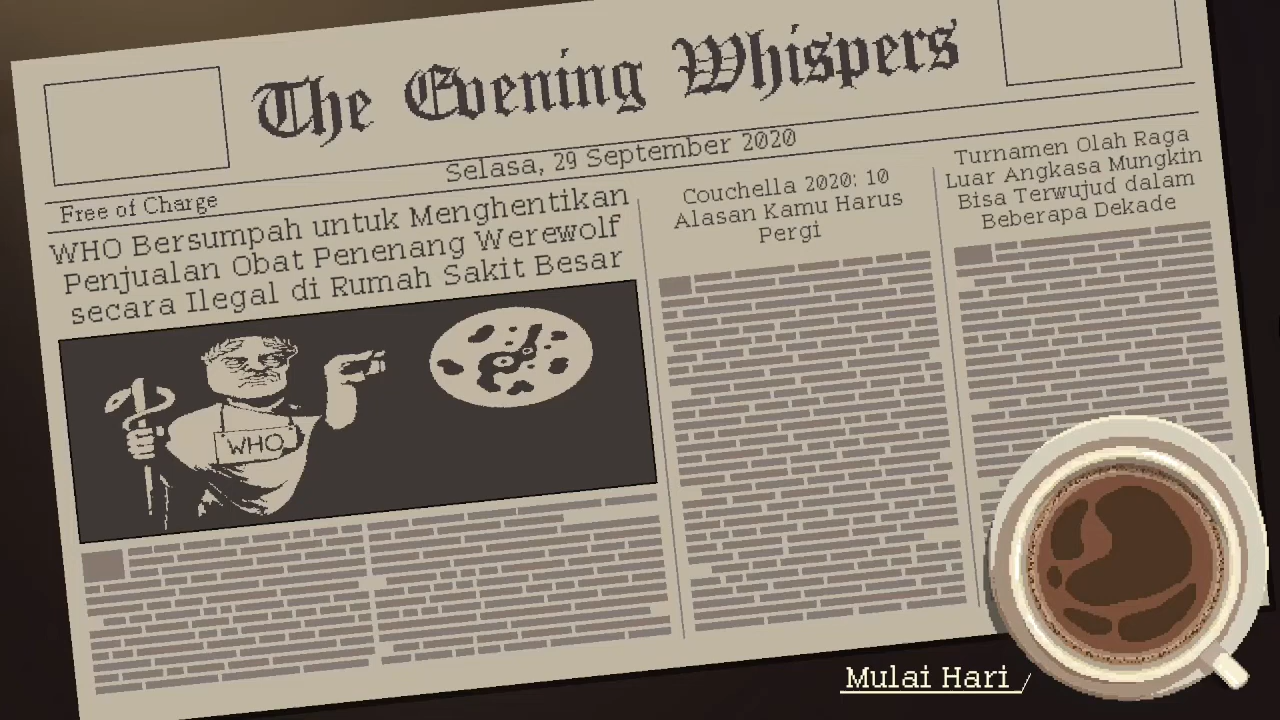 The Evening Whispers
Selasa, 29 September 2020
Free of Charge
WHO Bersumpah untuk Menghentikan
Penjualan Obat Penenang Werewolf
secara Ilegal di Rumah Sakit Besar
WHO
Couchella 2020: 10
Alasan Kamu Harus
Pergi
Turnamen Olah Raga
Luar Angkasa Mungkin
Bisa Terwujud dalam
Beberapa Dekade
Mulai Hari